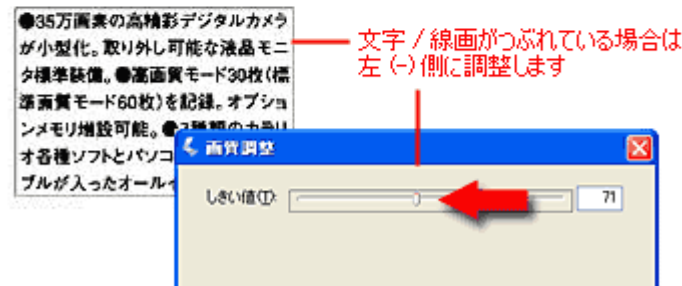 ●35万画素の高精彩デジタルカメラ
が小型化。取り外し可能な液晶モニ
タ標準装備。●高画質モード30枚(標
準画質モード60枚)を記録。オプショ
ンメモリ増設可能。●
オ各種ソフトとパソコ
ブルが入ったオールイ
文字／線画がつぶれている場合は
左(-)側に調整します
画質調整
しきい値(T):
71